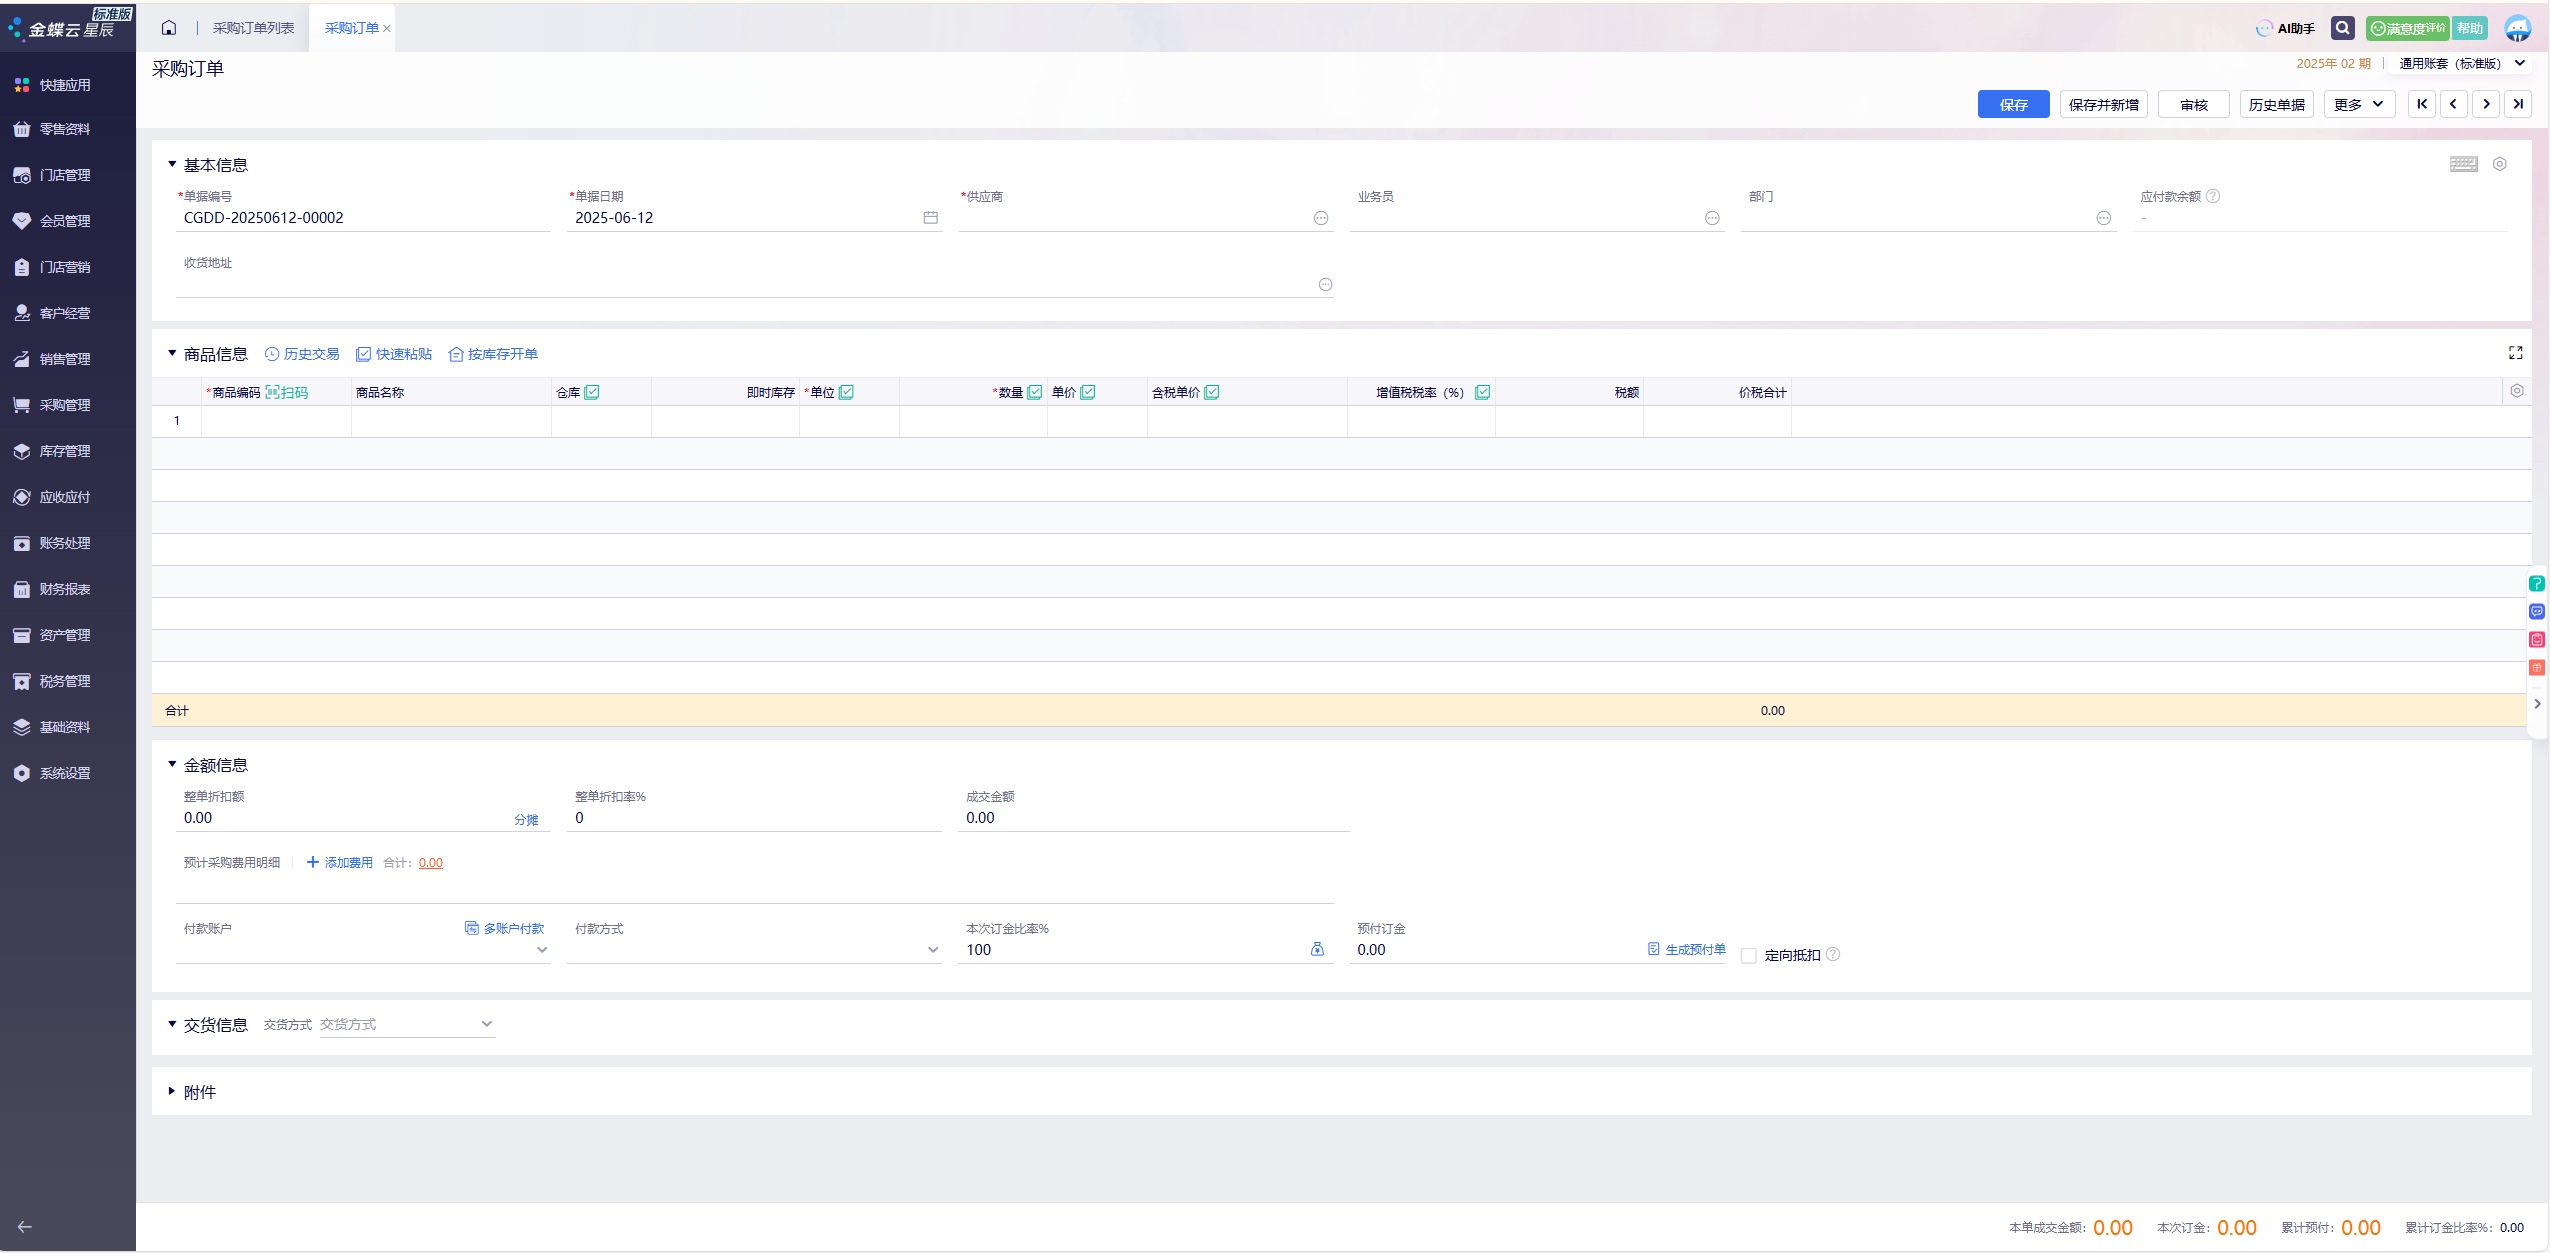 金蝶云 星辰 标准版
采购订单列表 采购订单
AI助手 满意度评价 帮助
快捷应用
零售资料
门店管理
会员管理
门店营销
客户经营
销售管理
采购管理
库存管理
应收应付
账务处理
财务报表
资产管理
税务管理
基础资料
系统设置
采购订单
2025年 02 期 通用账套（标准版）
保存 保存并新增 审核 历史单据 更多
基本信息
*单据编号 *单据日期 *供应商 业务员 部门 应付款余额
CGDD-20250612-00002 2025-06-12 -
收货地址
商品信息 历史交易 快速粘贴 按库存开单
*商品编码 扫码 商品名称 仓库 即时库存 *单位 *数量 单价 含税单价 增值税税率（%） 税额 价税合计
1
合计 0.00
金额信息
整单折扣额 整单折扣率% 成交金额
0.00 分摊 0 0.00
预计采购费用明细 添加费用 合计：0.00
付款账户 多账户付款 付款方式 本次订金比率% 预付订金
100 0.00 生成预付单 定向抵扣
交货信息 交货方式 交货方式
附件
本单成交金额：0.00 本次订金：0.00 累计预付：0.00 累计订金比率%：0.00